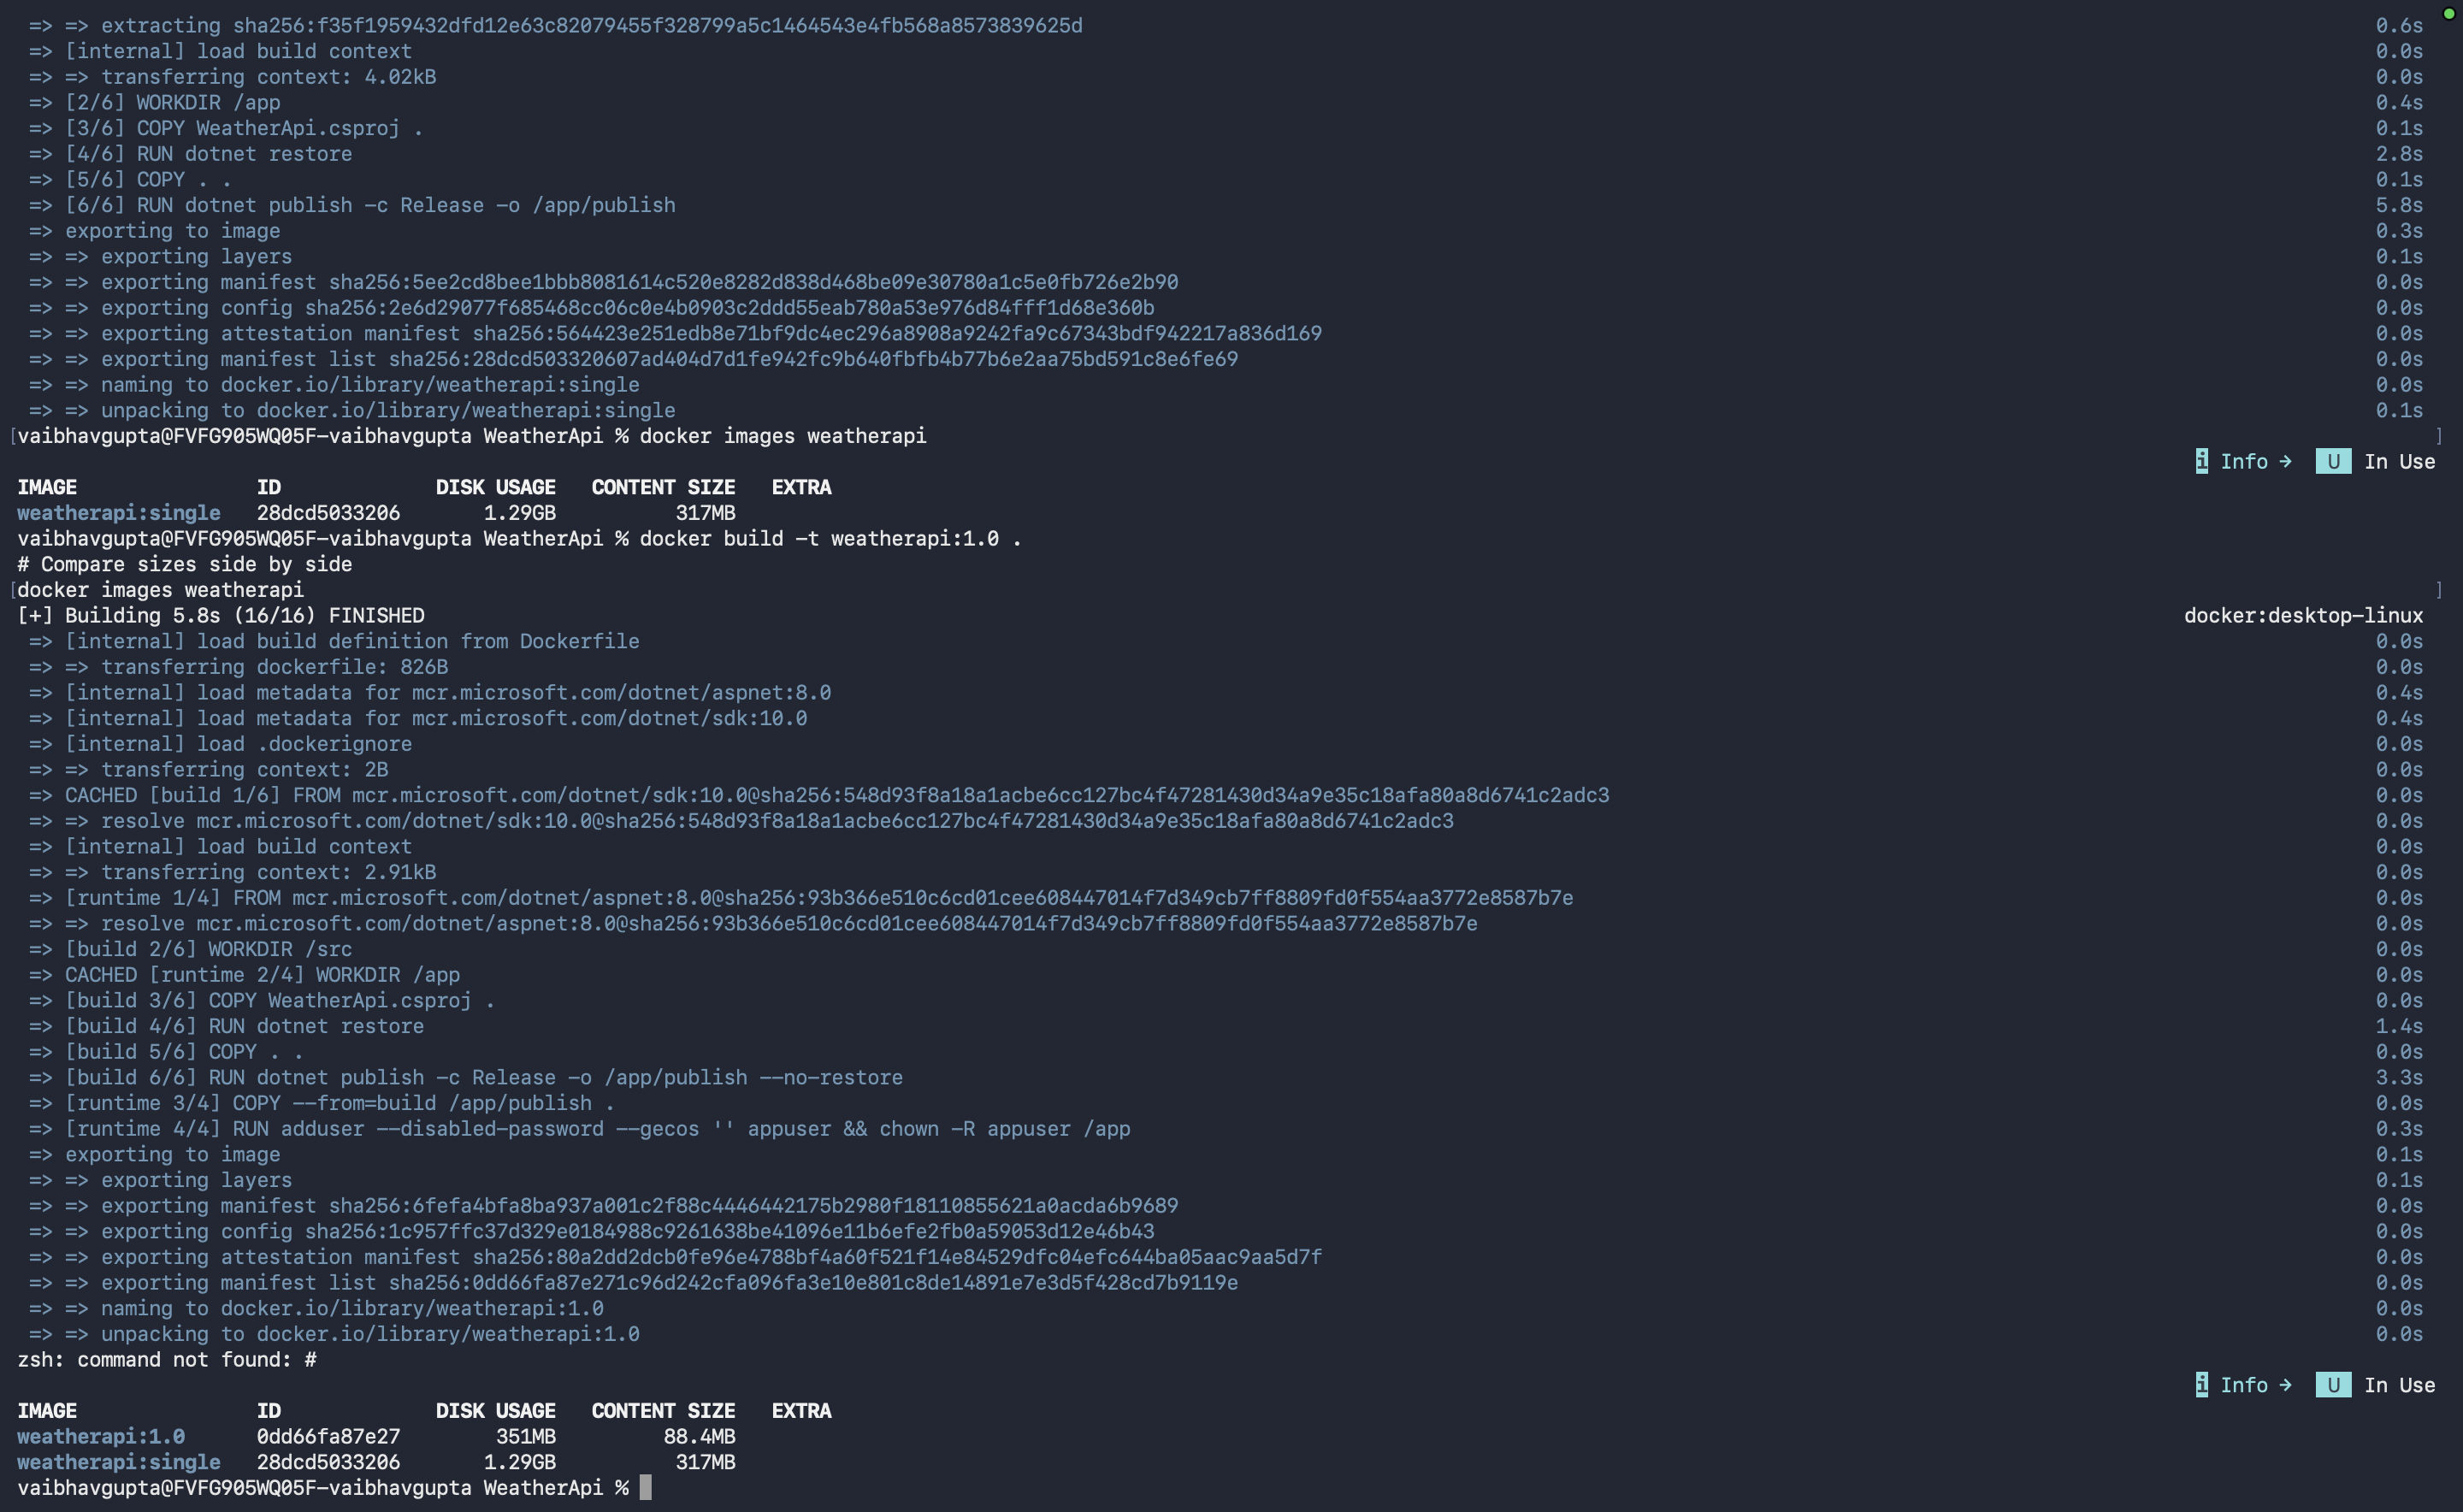 => => extracting sha256:f35f1959432dfd12e63c82079455f328799a5c1464543e4fb568a8573839625d 0.6s
=> [internal] load build context 0.0s
=> => transferring context: 4.02kB 0.0s
=> [2/6] WORKDIR /app 0.4s
=> [3/6] COPY WeatherApi.csproj . 0.1s
=> [4/6] RUN dotnet restore 2.8s
=> [5/6] COPY . . 0.1s
=> [6/6] RUN dotnet publish -c Release -o /app/publish 5.8s
=> exporting to image 0.3s
=> => exporting layers 0.1s
=> => exporting manifest sha256:5ee2cd8bee1bbb8081614c520e8282d838d468be09e30780a1c5e0fb726e2b90 0.0s
=> => exporting config sha256:2e6d29077f685468cc06c0e4b0903c2ddd55eab780a53e976d84fff1d68e360b 0.0s
=> => exporting attestation manifest sha256:564423e251edb8e71bf9dc4ec296a8908a9242fa9c67343bdf942217a836d169 0.0s
=> => exporting manifest list sha256:28dcd503320607ad404d7d1fe942fc9b640fbfb4b77b6e2aa75bd591c8e6fe69 0.0s
=> => naming to docker.io/library/weatherapi:single 0.0s
=> => unpacking to docker.io/library/weatherapi:single 0.1s
[vaibhavgupta@FVFG905WQ05F-vaibhavgupta WeatherApi % docker images weatherapi ]
i Info → U In Use
IMAGE ID DISK USAGE CONTENT SIZE EXTRA
weatherapi:single 28dcd5033206 1.29GB 317MB
vaibhavgupta@FVFG905WQ05F-vaibhavgupta WeatherApi % docker build -t weatherapi:1.0 .
# Compare sizes side by side
[docker images weatherapi ]
[+] Building 5.8s (16/16) FINISHED docker:desktop-linux
=> [internal] load build definition from Dockerfile 0.0s
=> => transferring dockerfile: 826B 0.0s
=> [internal] load metadata for mcr.microsoft.com/dotnet/aspnet:8.0 0.4s
=> [internal] load metadata for mcr.microsoft.com/dotnet/sdk:10.0 0.4s
=> [internal] load .dockerignore 0.0s
=> => transferring context: 2B 0.0s
=> CACHED [build 1/6] FROM mcr.microsoft.com/dotnet/sdk:10.0@sha256:548d93f8a18a1acbe6cc127bc4f47281430d34a9e35c18afa80a8d6741c2adc3 0.0s
=> => resolve mcr.microsoft.com/dotnet/sdk:10.0@sha256:548d93f8a18a1acbe6cc127bc4f47281430d34a9e35c18afa80a8d6741c2adc3 0.0s
=> [internal] load build context 0.0s
=> => transferring context: 2.91kB 0.0s
=> [runtime 1/4] FROM mcr.microsoft.com/dotnet/aspnet:8.0@sha256:93b366e510c6cd01cee608447014f7d349cb7ff8809fd0f554aa3772e8587b7e 0.0s
=> => resolve mcr.microsoft.com/dotnet/aspnet:8.0@sha256:93b366e510c6cd01cee608447014f7d349cb7ff8809fd0f554aa3772e8587b7e 0.0s
=> [build 2/6] WORKDIR /src 0.0s
=> CACHED [runtime 2/4] WORKDIR /app 0.0s
=> [build 3/6] COPY WeatherApi.csproj . 0.0s
=> [build 4/6] RUN dotnet restore 1.4s
=> [build 5/6] COPY . . 0.0s
=> [build 6/6] RUN dotnet publish -c Release -o /app/publish --no-restore 3.3s
=> [runtime 3/4] COPY --from=build /app/publish . 0.0s
=> [runtime 4/4] RUN adduser --disabled-password --gecos '' appuser && chown -R appuser /app 0.3s
=> exporting to image 0.1s
=> => exporting layers 0.1s
=> => exporting manifest sha256:6fefa4bfa8ba937a001c2f88c4446442175b2980f18110855621a0acda6b9689 0.0s
=> => exporting config sha256:1c957ffc37d329e0184988c9261638be41096e11b6efe2fb0a59053d12e46b43 0.0s
=> => exporting attestation manifest sha256:80a2dd2dcb0fe96e4788bf4a60f521f14e84529dfc04efc644ba05aac9aa5d7f 0.0s
=> => exporting manifest list sha256:0dd66fa87e271c96d242cfa096fa3e10e801c8de14891e7e3d5f428cd7b9119e 0.0s
=> => naming to docker.io/library/weatherapi:1.0 0.0s
=> => unpacking to docker.io/library/weatherapi:1.0 0.0s
zsh: command not found: #
i Info → U In Use
IMAGE ID DISK USAGE CONTENT SIZE EXTRA
weatherapi:1.0 0dd66fa87e27 351MB 88.4MB
weatherapi:single 28dcd5033206 1.29GB 317MB
vaibhavgupta@FVFG905WQ05F-vaibhavgupta WeatherApi %